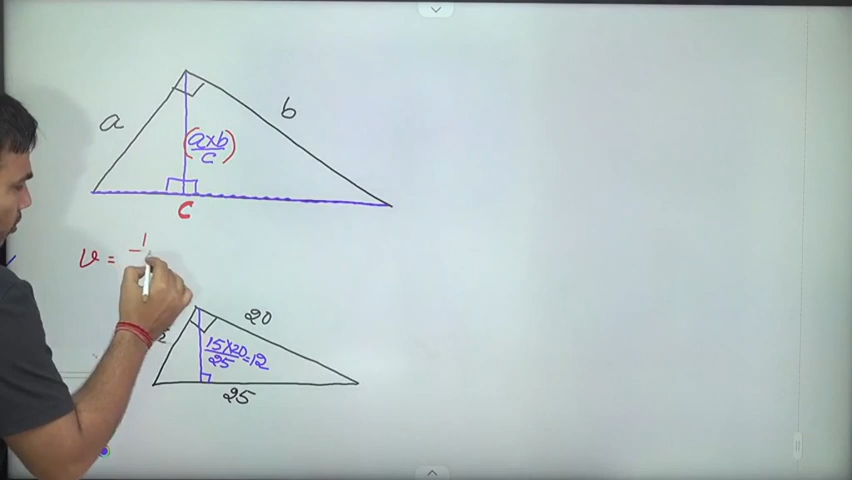 a
b
(a×b/c)
c
v = 1
20
15×20/25=12
25